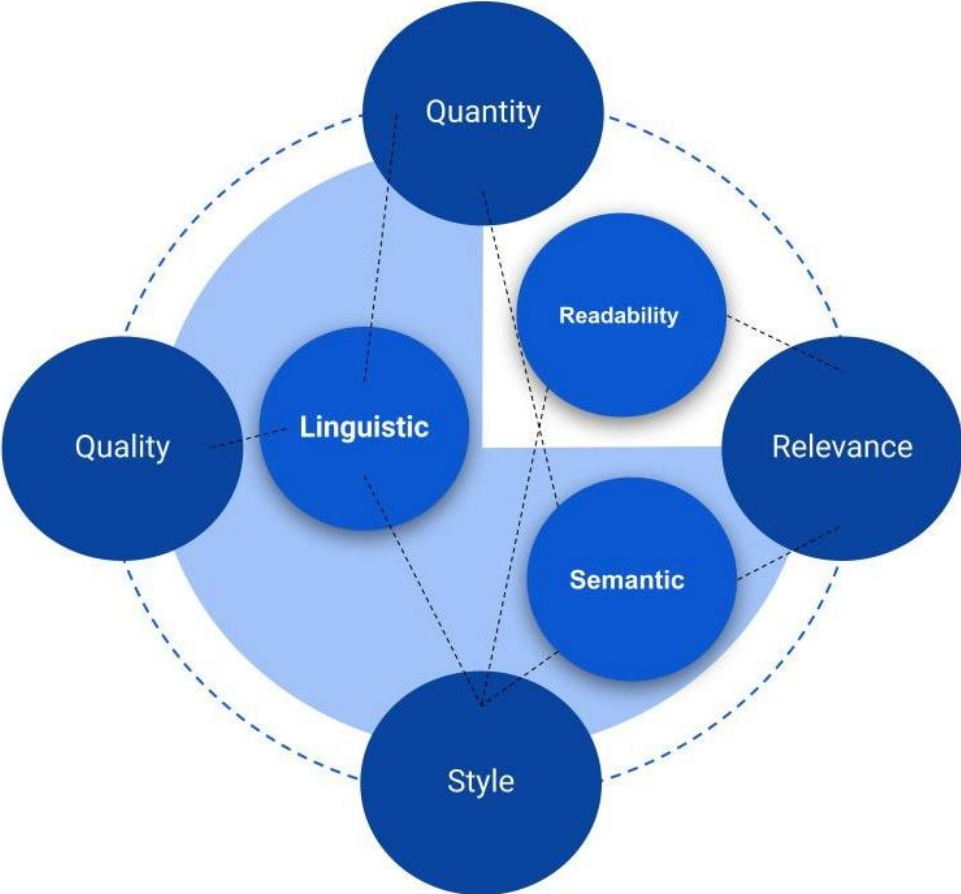 Quantity
Readability
Linguistic
Quality
Relevance
Semantic
Style